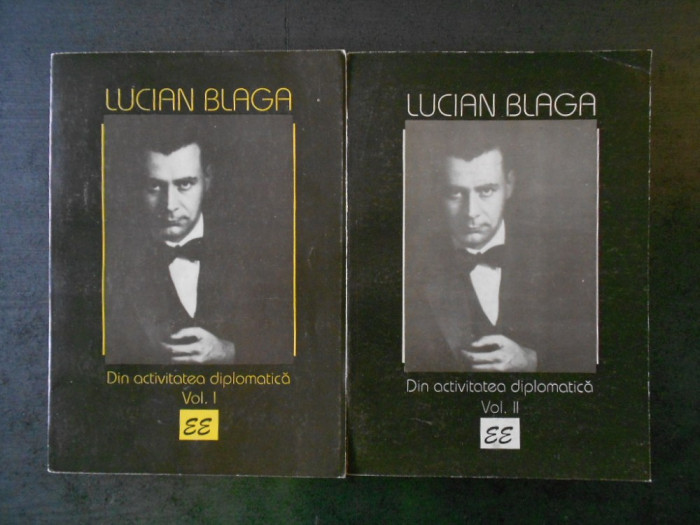 LUCIAN BLAGA
Din activitatea diplomatică
Vol. I
EE
LUCIAN BLAGA
Din activitatea diplomatică
Vol. II
EE